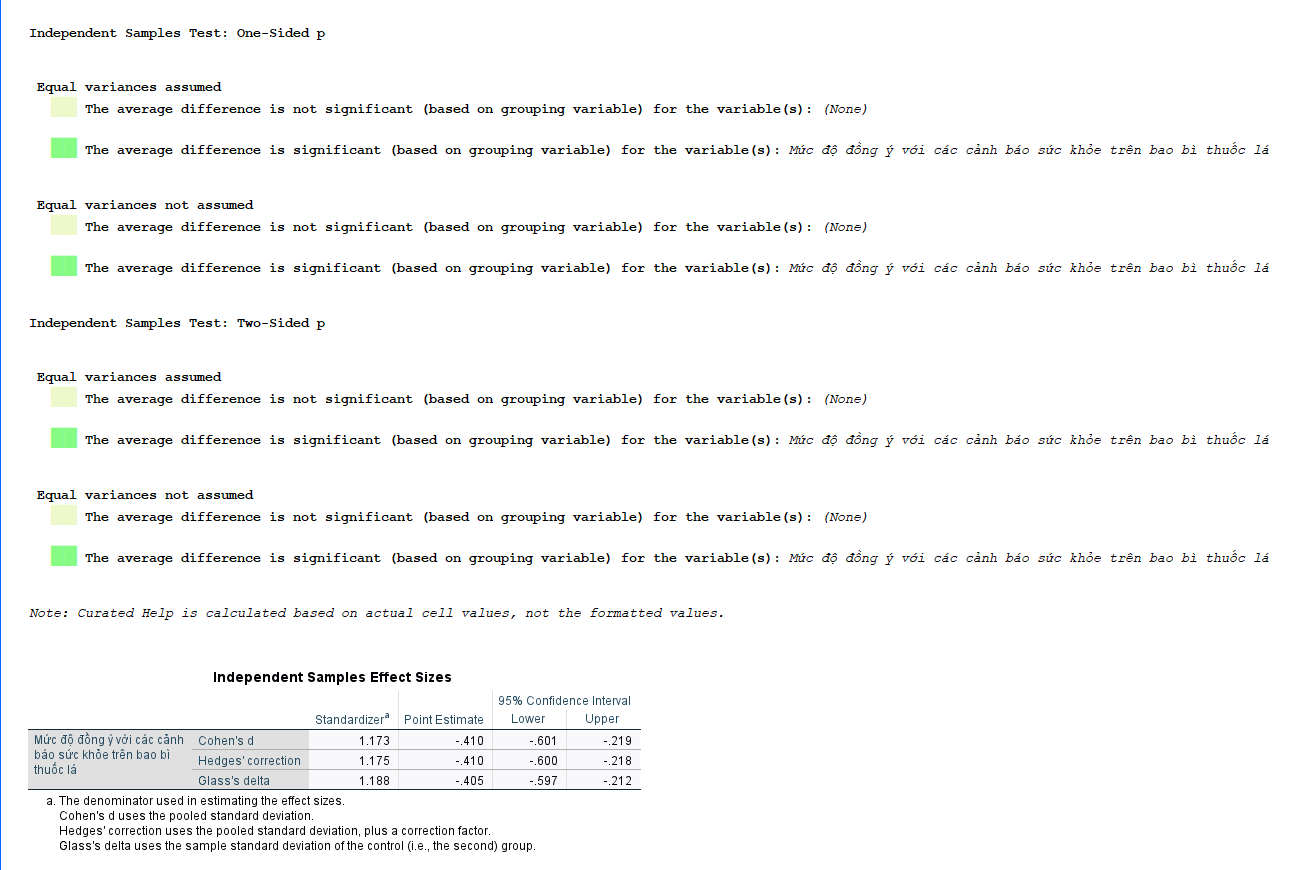 Independent Samples Test: One-Sided p
Equal variances assumed
The average difference is not significant (based on grouping variable) for the variable(s): (None)
The average difference is significant (based on grouping variable) for the variable(s): Mức độ đồng ý với các cảnh báo sức khỏe trên bao bì thuốc lá
Equal variances not assumed
The average difference is not significant (based on grouping variable) for the variable(s): (None)
The average difference is significant (based on grouping variable) for the variable(s): Mức độ đồng ý với các cảnh báo sức khỏe trên bao bì thuốc lá
Independent Samples Test: Two-Sided p
Equal variances assumed
The average difference is not significant (based on grouping variable) for the variable(s): (None)
The average difference is significant (based on grouping variable) for the variable(s): Mức độ đồng ý với các cảnh báo sức khỏe trên bao bì thuốc lá
Equal variances not assumed
The average difference is not significant (based on grouping variable) for the variable(s): (None)
The average difference is significant (based on grouping variable) for the variable(s): Mức độ đồng ý với các cảnh báo sức khỏe trên bao bì thuốc lá
Note: Curated Help is calculated based on actual cell values, not the formatted values.
Independent Samples Effect Sizes
95% Confidence Interval
Standardizer^a Point Estimate Lower Upper
Mức độ đồng ý với các cảnh
báo sức khỏe trên bao bì
thuốc lá
Cohen's d 1.173 -.410 -.601 -.219
Hedges' correction 1.175 -.410 -.600 -.218
Glass's delta 1.188 -.405 -.597 -.212
a. The denominator used in estimating the effect sizes.
Cohen's d uses the pooled standard deviation.
Hedges' correction uses the pooled standard deviation, plus a correction factor.
Glass's delta uses the sample standard deviation of the control (i.e., the second) group.